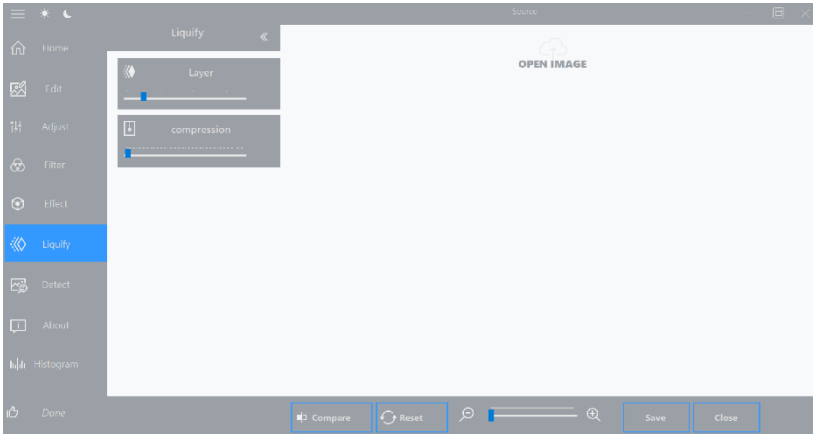 Source
Home
Edit
Adjust
Filter
Effect
Liquify
Detect
About
Histogram
Done
Liquify
Layer
compression
OPEN IMAGE
Compare
Reset
Save
Close